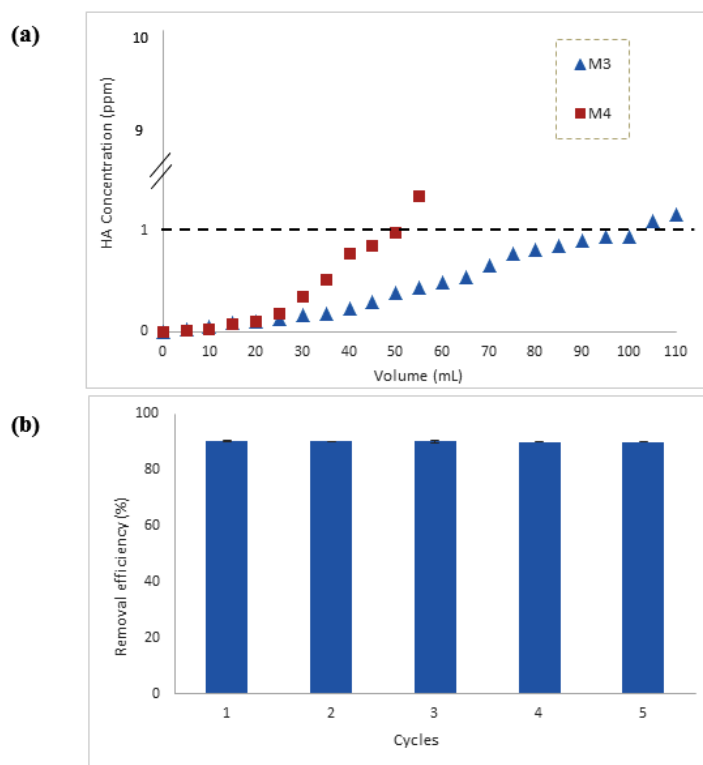 (a)
HA Concentration (ppm)
10
9
1
0
M3
M4
0 10 20 30 40 50 60 70 80 90 100 110
Volume (mL)
(b)
Removal efficiency (%)
100
80
60
40
20
0
1 2 3 4 5
Cycles